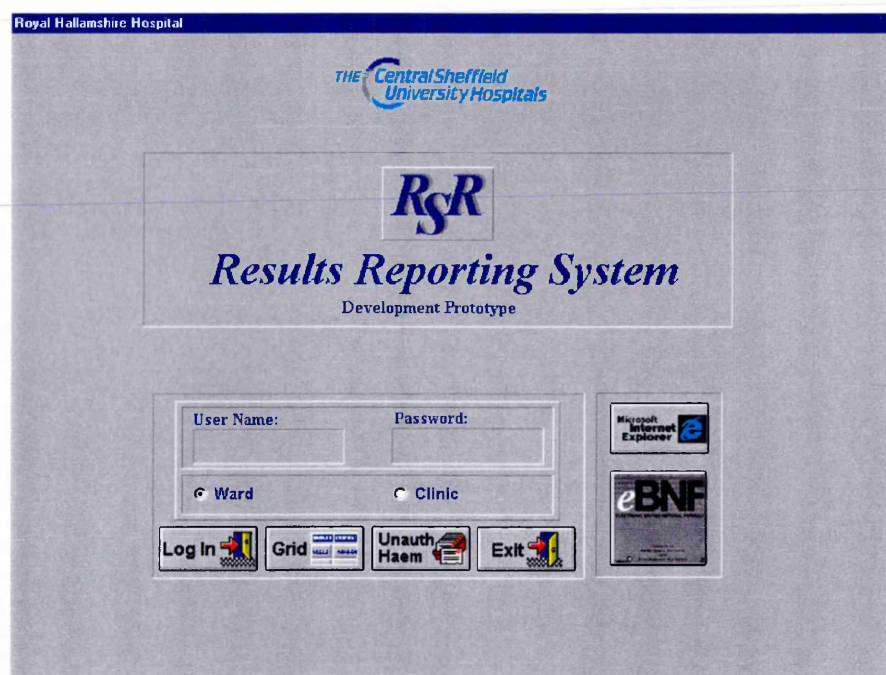 Royal Hallamshire Hospital
THE Central Sheffield
University Hospitals
RSR
Results Reporting System
Development Prototype
User Name:
Password:
Ward
Clinic
Log In
Grid
Unauth
Haem
Exit
Microsoft
Internet
Explorer
eBNF